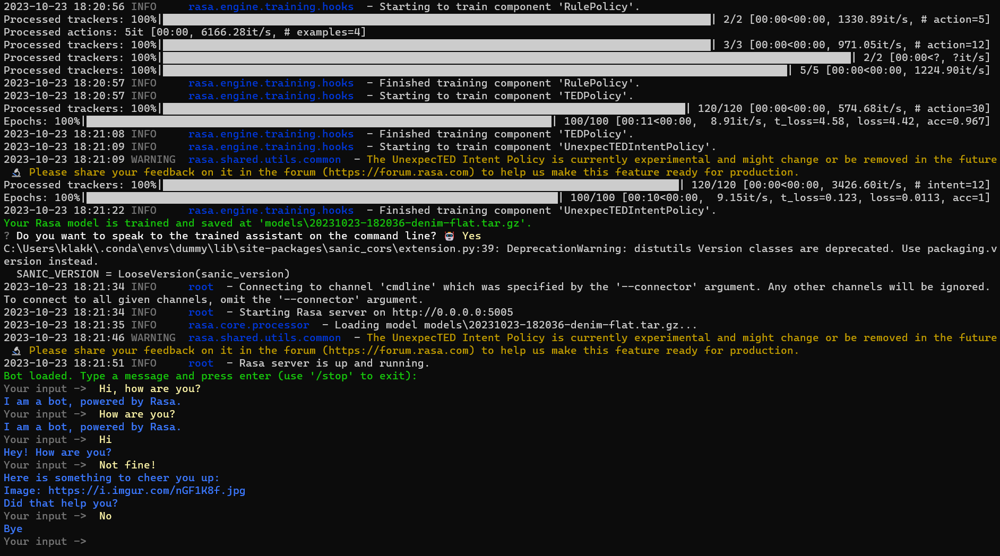 2023-10-23 18:20:56 INFO     rasa.engine.training.hooks  - Starting to train component 'RulePolicy'.
Processed trackers: 100%|| 2/2 [00:00<00:00, 1330.89it/s, # action=5]
Processed actions: 5it [00:00, 6166.28it/s, # examples=4]
Processed trackers: 100%|| 3/3 [00:00<00:00, 971.05it/s, # action=12]
Processed trackers: 100%|| 2/2 [00:00<?, ?it/s]
Processed trackers: 100%|| 5/5 [00:00<00:00, 1224.90it/s]
2023-10-23 18:20:57 INFO     rasa.engine.training.hooks  - Finished training component 'RulePolicy'.
2023-10-23 18:20:57 INFO     rasa.engine.training.hooks  - Starting to train component 'TEDPolicy'.
Processed trackers: 100%|| 120/120 [00:00<00:00, 574.68it/s, # action=30]
Epochs: 100%|| 100/100 [00:11<00:00,  8.91it/s, t_loss=4.58, loss=4.42, acc=0.967]
2023-10-23 18:21:08 INFO     rasa.engine.training.hooks  - Finished training component 'TEDPolicy'.
2023-10-23 18:21:09 INFO     rasa.engine.training.hooks  - Starting to train component 'UnexpecTEDIntentPolicy'.
2023-10-23 18:21:09 WARNING  rasa.shared.utils.common  - The UnexpecTED Intent Policy is currently experimental and might change or be removed in the future
🔬 Please share your feedback on it in the forum (https://forum.rasa.com) to help us make this feature ready for production.
Processed trackers: 100%|| 120/120 [00:00<00:00, 3426.60it/s, # intent=12]
Epochs: 100%|| 100/100 [00:10<00:00,  9.15it/s, t_loss=0.123, loss=0.0113, acc=1]
2023-10-23 18:21:22 INFO     rasa.engine.training.hooks  - Finished training component 'UnexpecTEDIntentPolicy'.
Your Rasa model is trained and saved at 'models\20231023-182036-denim-flat.tar.gz'.
? Do you want to speak to the trained assistant on the command line? 🤖 Yes
C:\Users\klakk\.conda\envs\dummy\lib\site-packages\sanic_cors\extension.py:39: DeprecationWarning: distutils Version classes are deprecated. Use packaging.v
ersion instead.
  SANIC_VERSION = LooseVersion(sanic_version)
2023-10-23 18:21:34 INFO     root  - Connecting to channel 'cmdline' which was specified by the '--connector' argument. Any other channels will be ignored.
To connect to all given channels, omit the '--connector' argument.
2023-10-23 18:21:34 INFO     root  - Starting Rasa server on http://0.0.0.0:5005
2023-10-23 18:21:35 INFO     rasa.core.processor  - Loading model models\20231023-182036-denim-flat.tar.gz...
2023-10-23 18:21:46 WARNING  rasa.shared.utils.common  - The UnexpecTED Intent Policy is currently experimental and might change or be removed in the future
🔬 Please share your feedback on it in the forum (https://forum.rasa.com) to help us make this feature ready for production.
2023-10-23 18:21:51 INFO     root  - Rasa server is up and running.
Bot loaded. Type a message and press enter (use '/stop' to exit):
Your input ->  Hi, how are you?
I am a bot, powered by Rasa.
Your input ->  How are you?
I am a bot, powered by Rasa.
Your input ->  Hi
Hey! How are you?
Your input ->  Not fine!
Here is something to cheer you up:
Image: https://i.imgur.com/nGF1K8f.jpg
Did that help you?
Your input ->  No
Bye
Your input ->